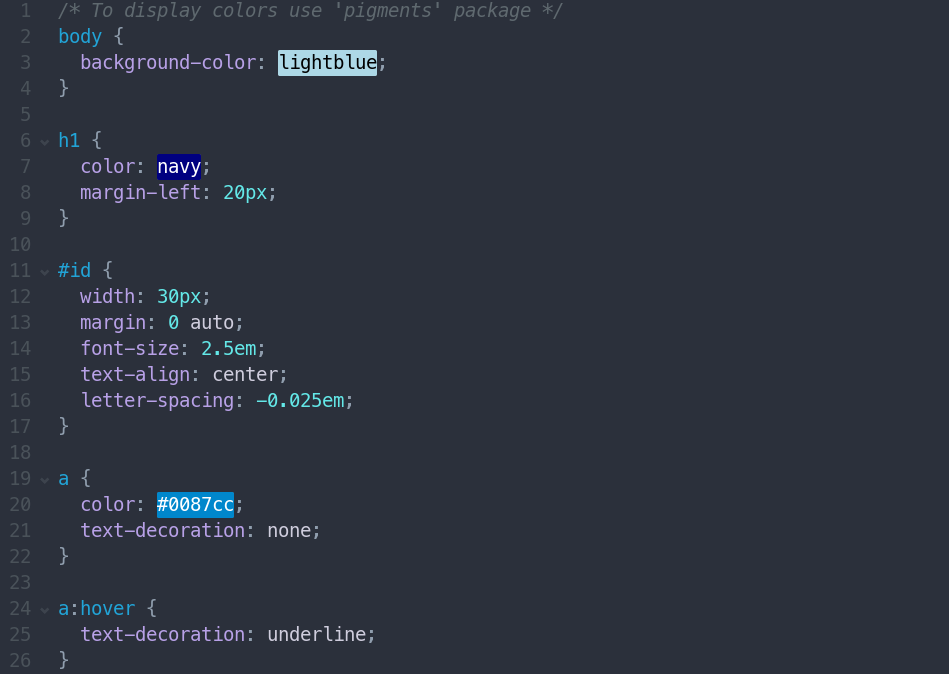 1 /* To display colors use 'pigments' package */
2 body {
3   background-color: lightblue;
4 }
5
6 h1 {
7   color: navy;
8   margin-left: 20px;
9 }
10
11 #id {
12   width: 30px;
13   margin: 0 auto;
14   font-size: 2.5em;
15   text-align: center;
16   letter-spacing: -0.025em;
17 }
18
19 a {
20   color: #0087cc;
21   text-decoration: none;
22 }
23
24 a:hover {
25   text-decoration: underline;
26 }